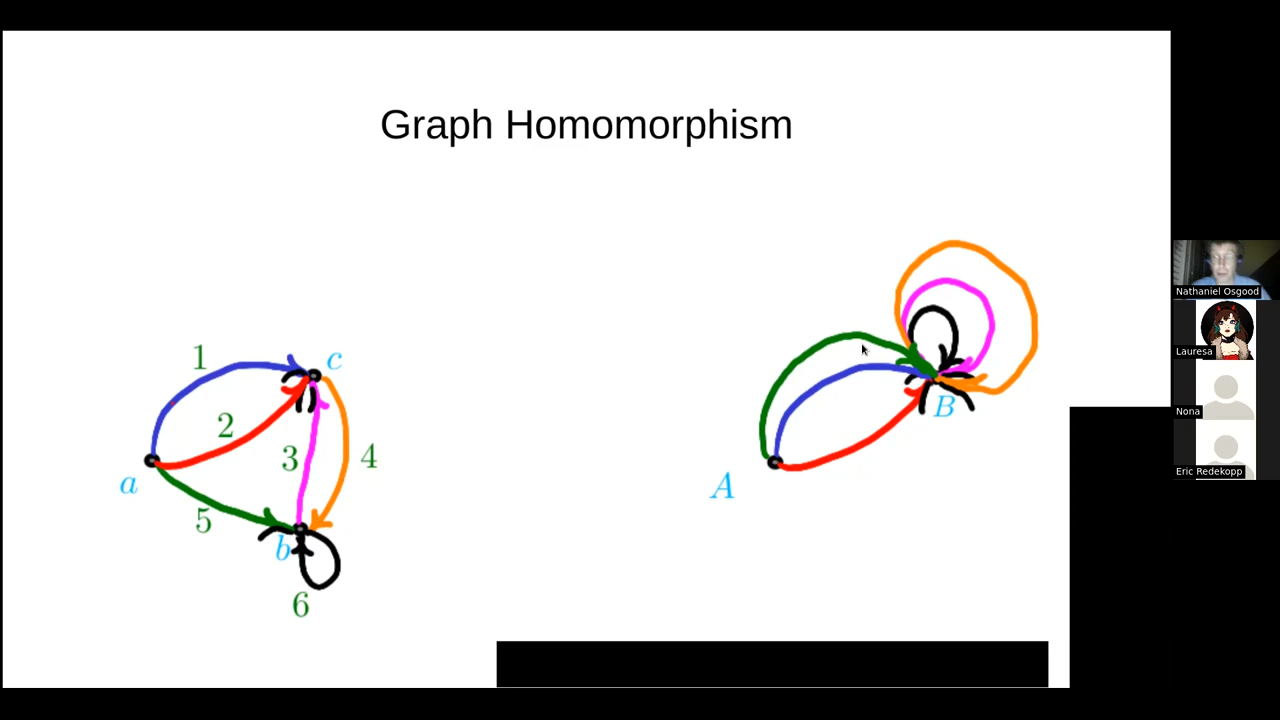 Graph Homomorphism
1
c
2
3
4
a
5
b
6
A
B
Nathaniel Osgood
Lauresa
Nona
Eric Redekopp